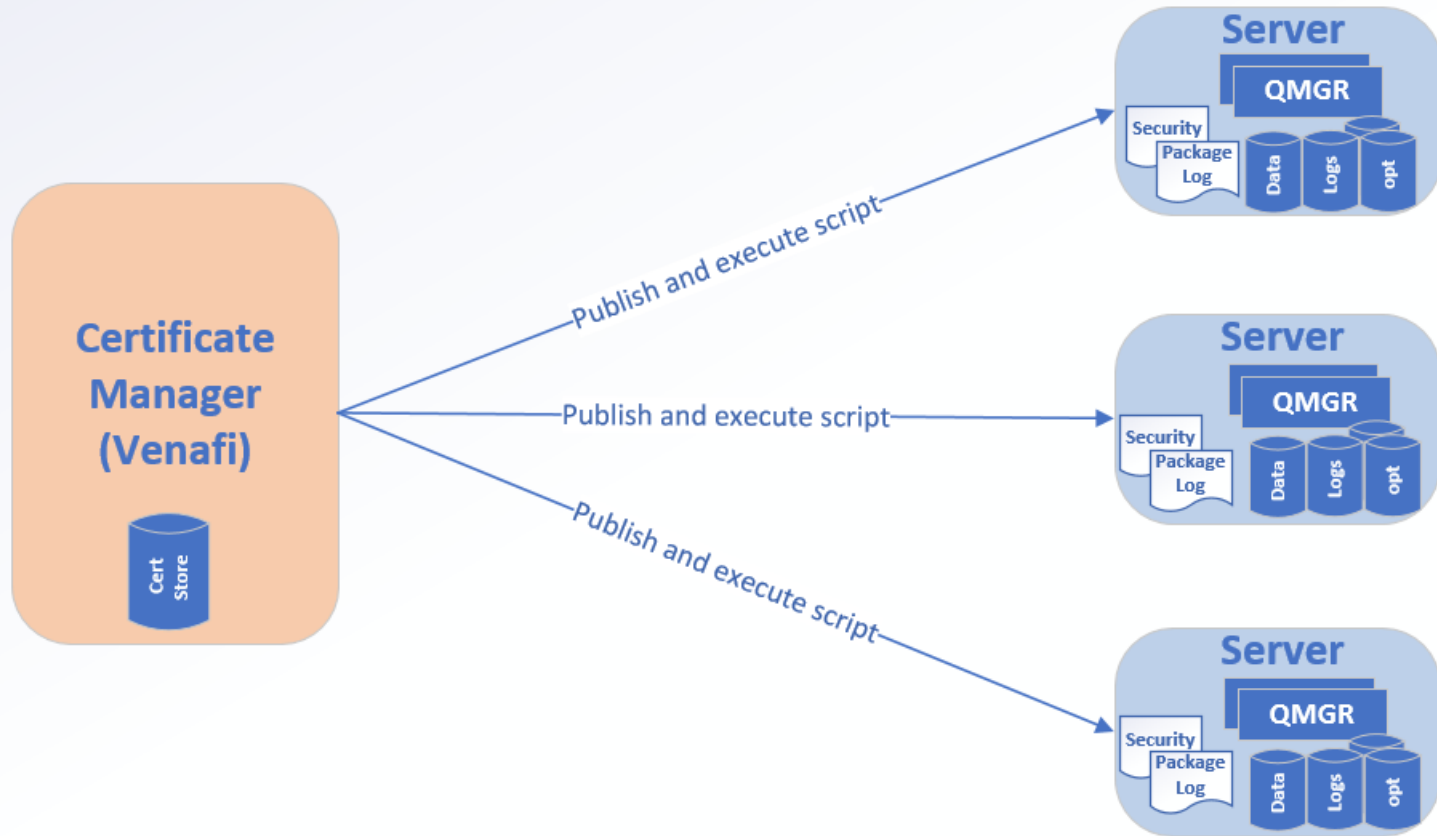 Certificate
Manager
(Venafi)
Cert
Store
Publish and execute script
Publish and execute script
Publish and execute script
Server
QMGR
Security
Package
Log
Data
Logs
opt
Server
QMGR
Security
Package
Log
Data
Logs
opt
Server
QMGR
Security
Package
Log
Data
Logs
opt